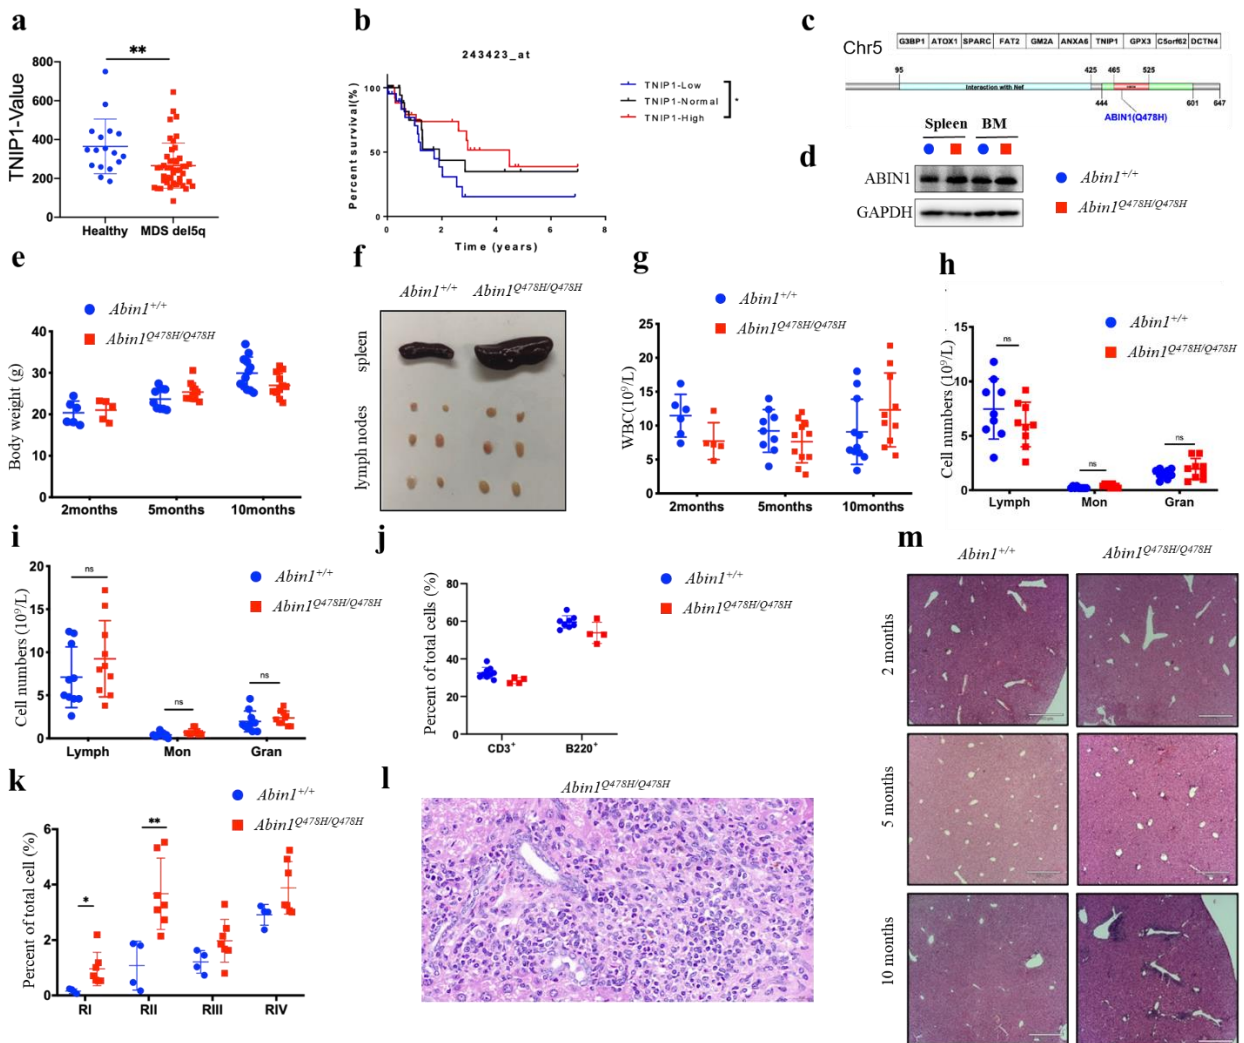 a
**
TNIP1-Value
800
600
400
200
0
Healthy
MDS del5q
b
243423_at
Percent survival(%)
100
50
0
0
2
4
6
8
Time (years)
TNIP1-Low
TNIP1-Normal
TNIP1-High
*
c
Chr5
G3BP1 ATOX1 SPARC FAT2 GM2A ANXA6 TNIP1 GPX3 C5orf62 DCTN4
95
425
465
525
Interaction with Nef
444
601
647
ABIN1(Q478H)
d
Spleen BM
ABIN1
GAPDH
Abin1+/+
Abin1Q478H/Q478H
e
Abin1+/+
Abin1Q478H/Q478H
Body weight (g)
40
30
20
10
0
2months
5months
10months
f
Abin1+/+ Abin1Q478H/Q478H
spleen
lymph nodes
g
Abin1+/+
Abin1Q478H/Q478H
WBC(10⁹/L)
25
20
15
10
5
0
2months
5months
10months
h
Abin1+/+
Abin1Q478H/Q478H
Cell numbers (10⁹/L)
15
10
5
0
ns
ns
ns
Lymph
Mon
Gran
i
Abin1+/+
Abin1Q478H/Q478H
Cell numbers (10⁹/L)
20
15
10
5
0
ns
ns
ns
Lymph
Mon
Gran
j
Abin1+/+
Abin1Q478H/Q478H
Percent of total cells (%)
80
60
40
20
0
CD3+
B220+
k
Abin1+/+
Abin1Q478H/Q478H
Percent of total cell (%)
6
4
2
0
*
**
RI
RII
RIII
RIV
l
Abin1Q478H/Q478H
m
Abin1+/+
Abin1Q478H/Q478H
2 months
5 months
10 months